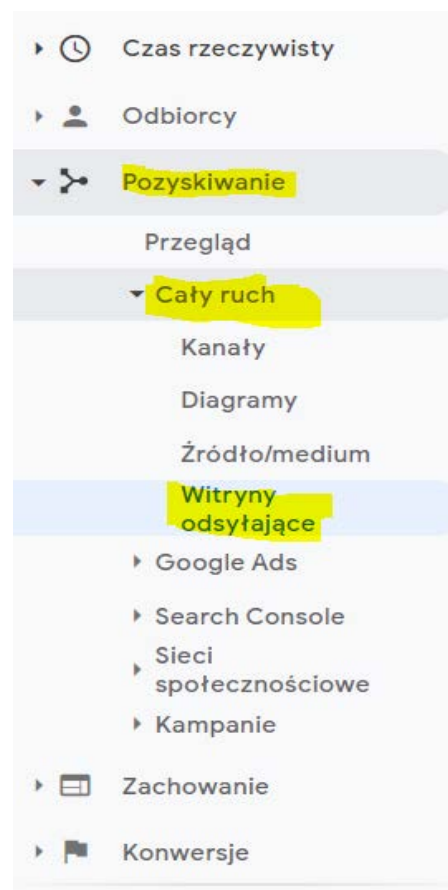 Czas rzeczywisty
Odbiorcy
Pozyskiwanie
Przegląd
Cały ruch
Kanały
Diagramy
Źródło/medium
Witryny
odsyłające
Google Ads
Search Console
Sieci
społecznościowe
Kampanie
Zachowanie
Konwersje